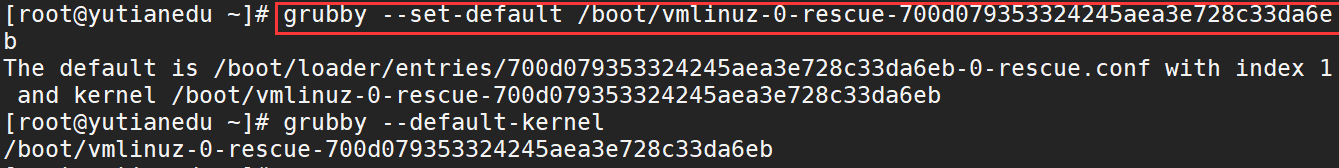 [root@yutianedu ~]# grubby --set-default /boot/vmlinuz-0-rescue-700d079353324245aea3e728c33da6e
b
The default is /boot/loader/entries/700d079353324245aea3e728c33da6eb-0-rescue.conf with index 1
 and kernel /boot/vmlinuz-0-rescue-700d079353324245aea3e728c33da6eb
[root@yutianedu ~]# grubby --default-kernel
/boot/vmlinuz-0-rescue-700d079353324245aea3e728c33da6eb